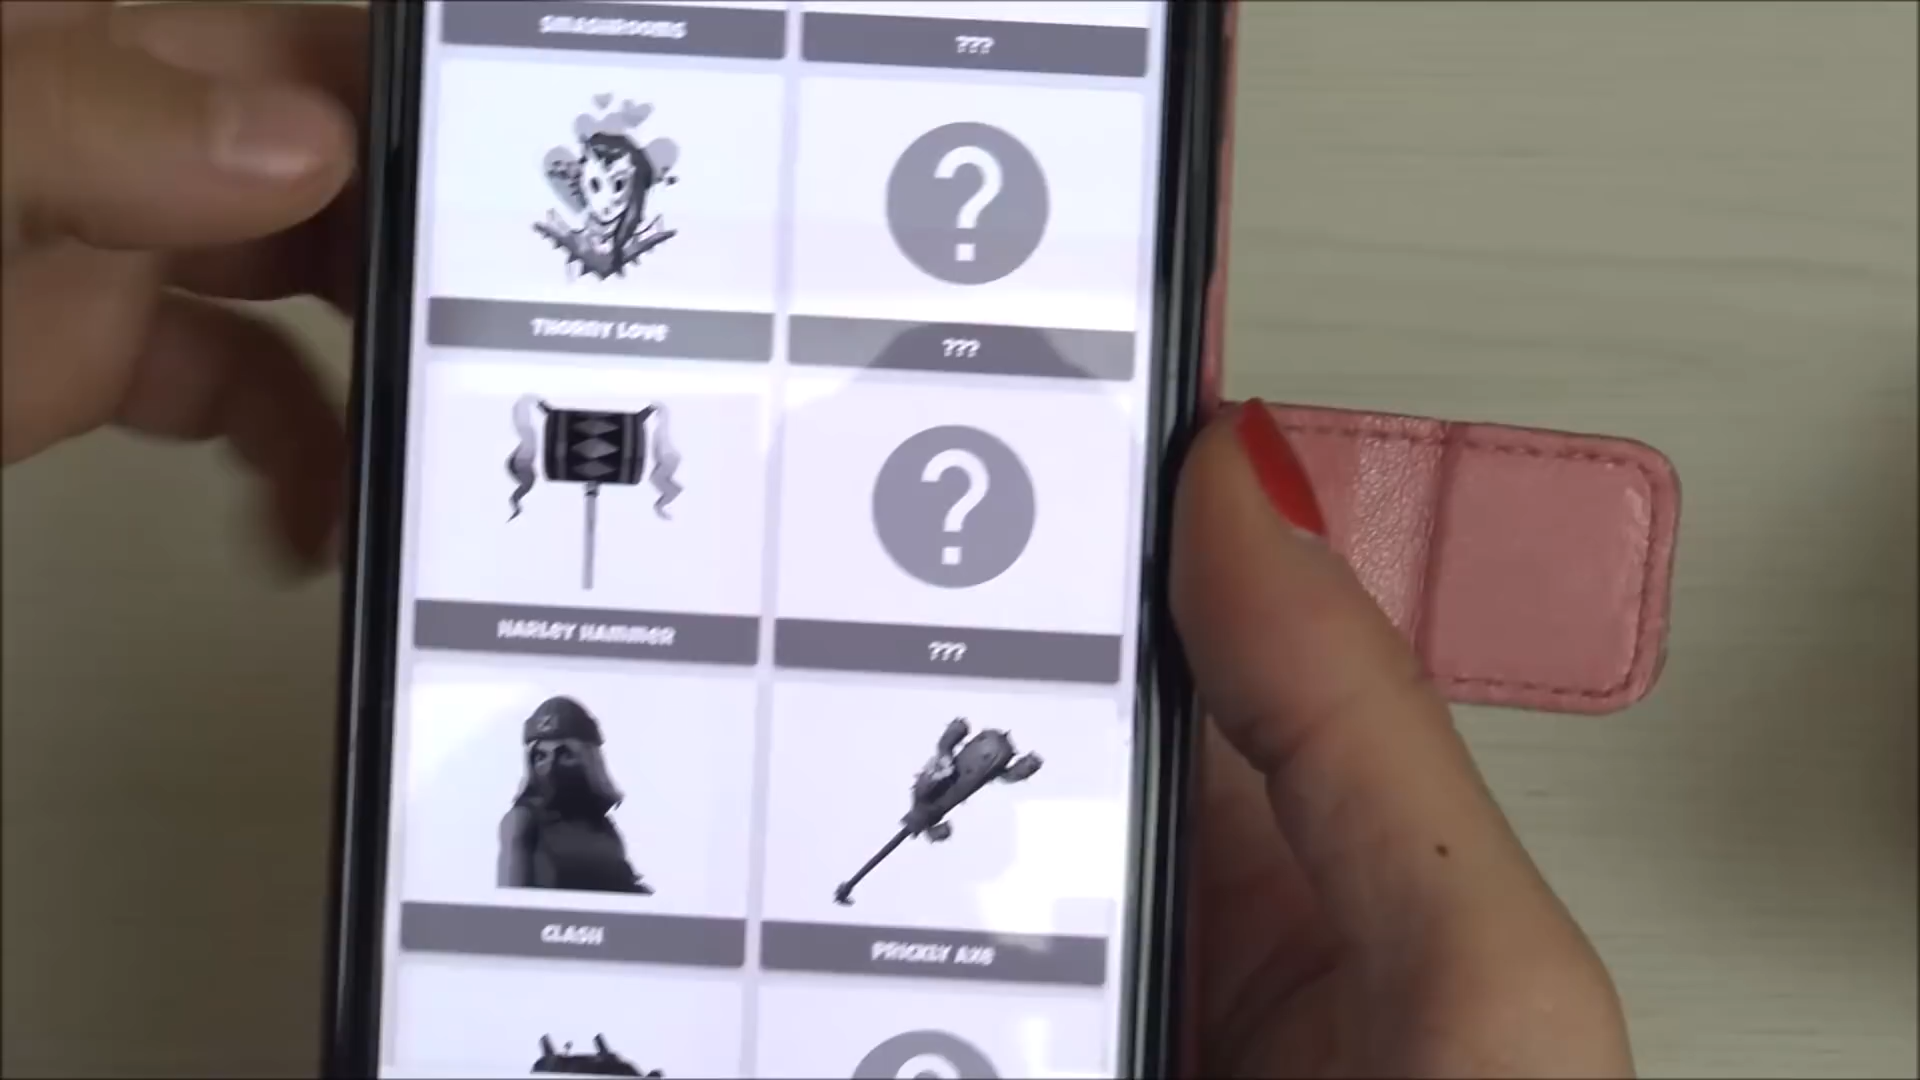 SMASHROOMS
???
THORNY LOVE
???
HARLEY HAMMER
???
CLASH
PRICKLY AXE